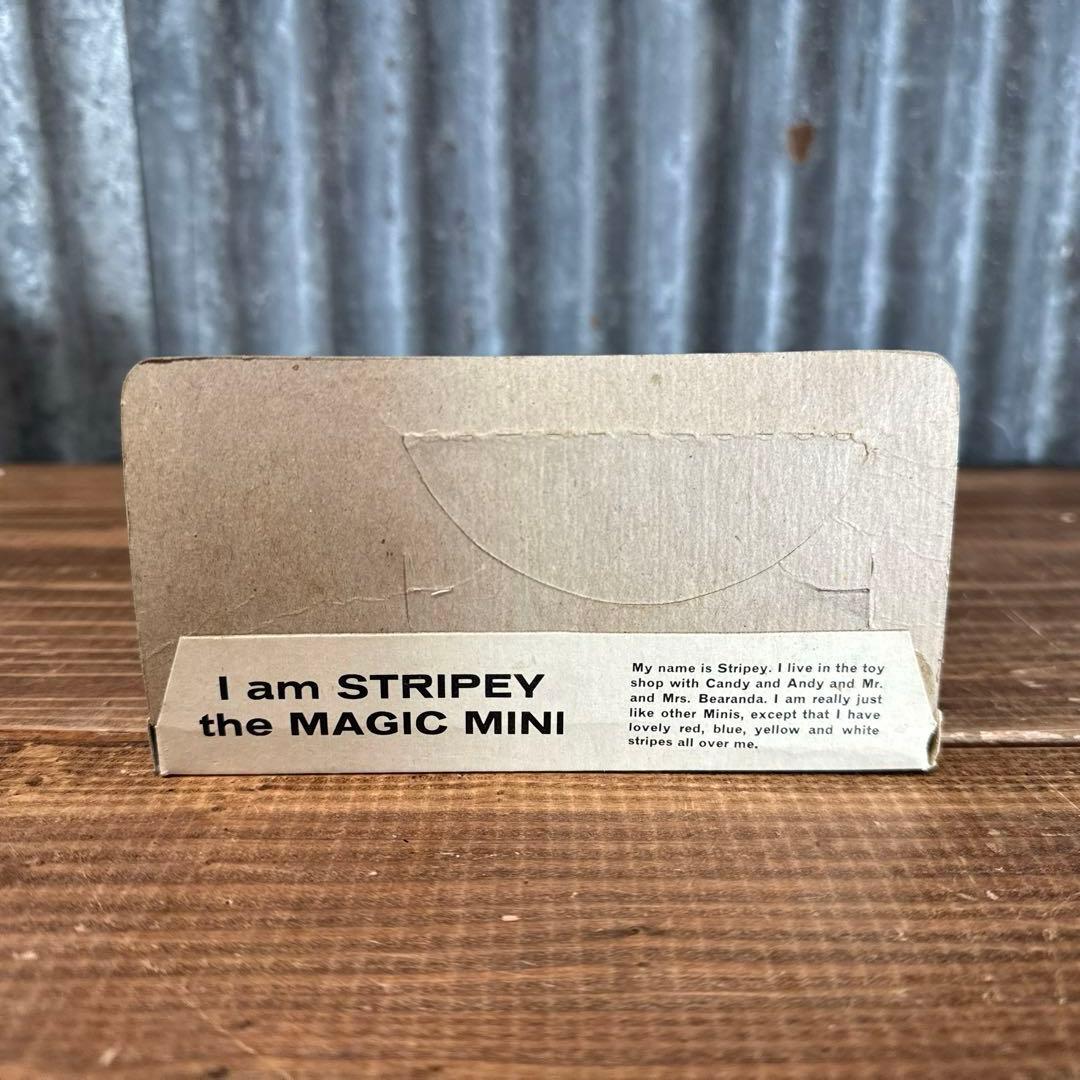 I am STRIPEY
the MAGIC MINI
My name is Stripey. I live in the toy
shop with Candy and Andy and Mr.
and Mrs. Bearanda. I am really just
like other Minis, except that I have
lovely red, blue, yellow and white
stripes all over me.